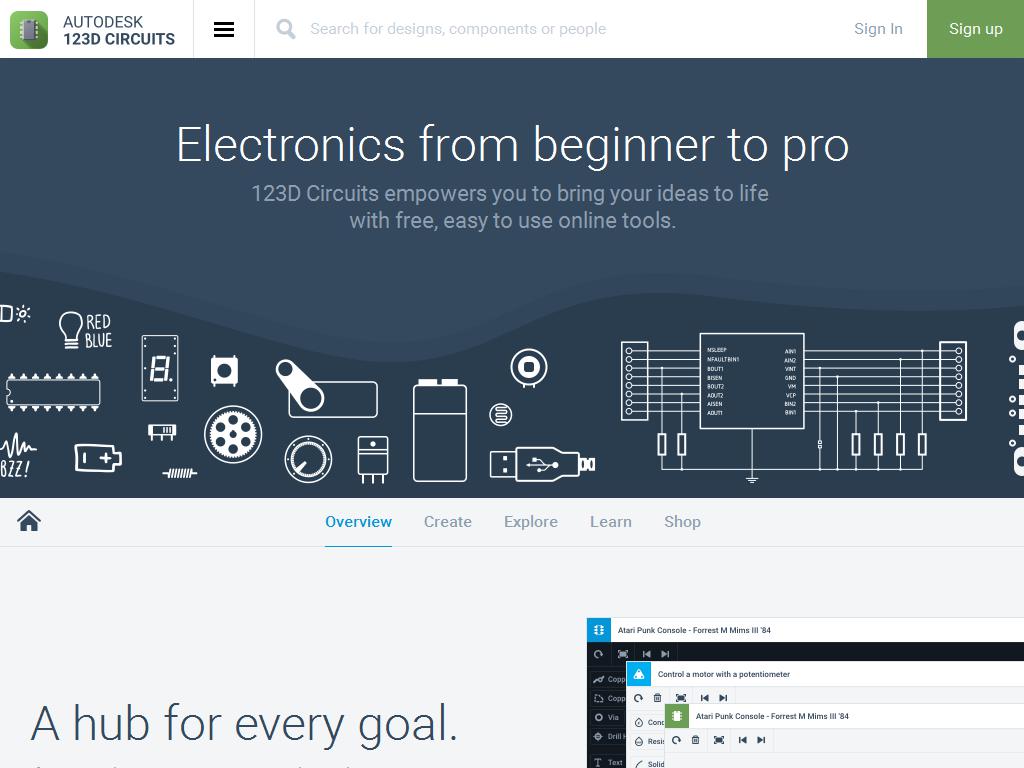 AUTODESK
123D CIRCUITS
Search for designs, components or people
Sign In
Sign up
Electronics from beginner to pro
123D Circuits empowers you to bring your ideas to life
with free, easy to use online tools.
RED
BLUE
BZZ!
NSLEEP
NFAULTBIN1
BOUT1
BISEN
BOUT2
AOUT2
AISEN
AOUT1
AIN1
AIN2
VINT
GND
VM
VCP
BIN2
BIN1
Overview
Create
Explore
Learn
Shop
A hub for every goal.
Atari Punk Console - Forrest M Mims III '84
Copp
Copp
Via
Drill H
Text
Control a motor with a potentiometer
Cond
Resis
Solid
Atari Punk Console - Forrest M Mims III '84